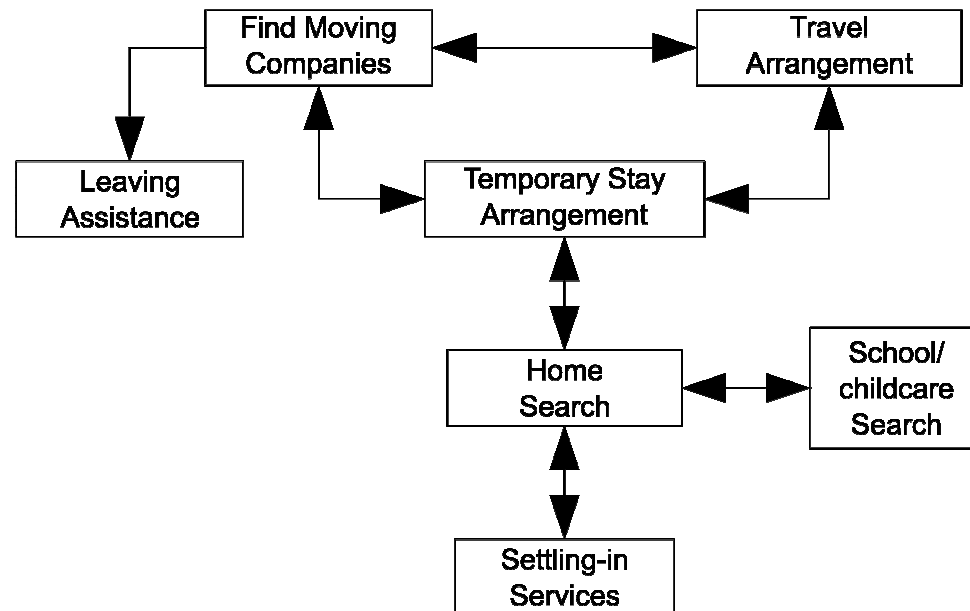 Find Moving
Companies
Travel
Arrangement
Leaving
Assistance
Temporary Stay
Arrangement
Home
Search
School/
childcare
Search
Settling-in
Services